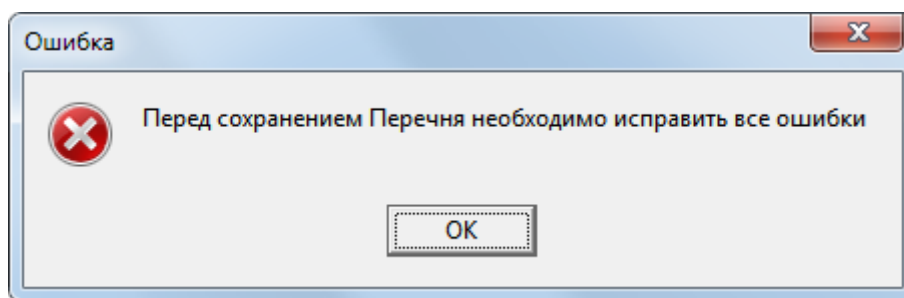 Ошибка
Перед сохранением Перечня необходимо исправить все ошибки
OK